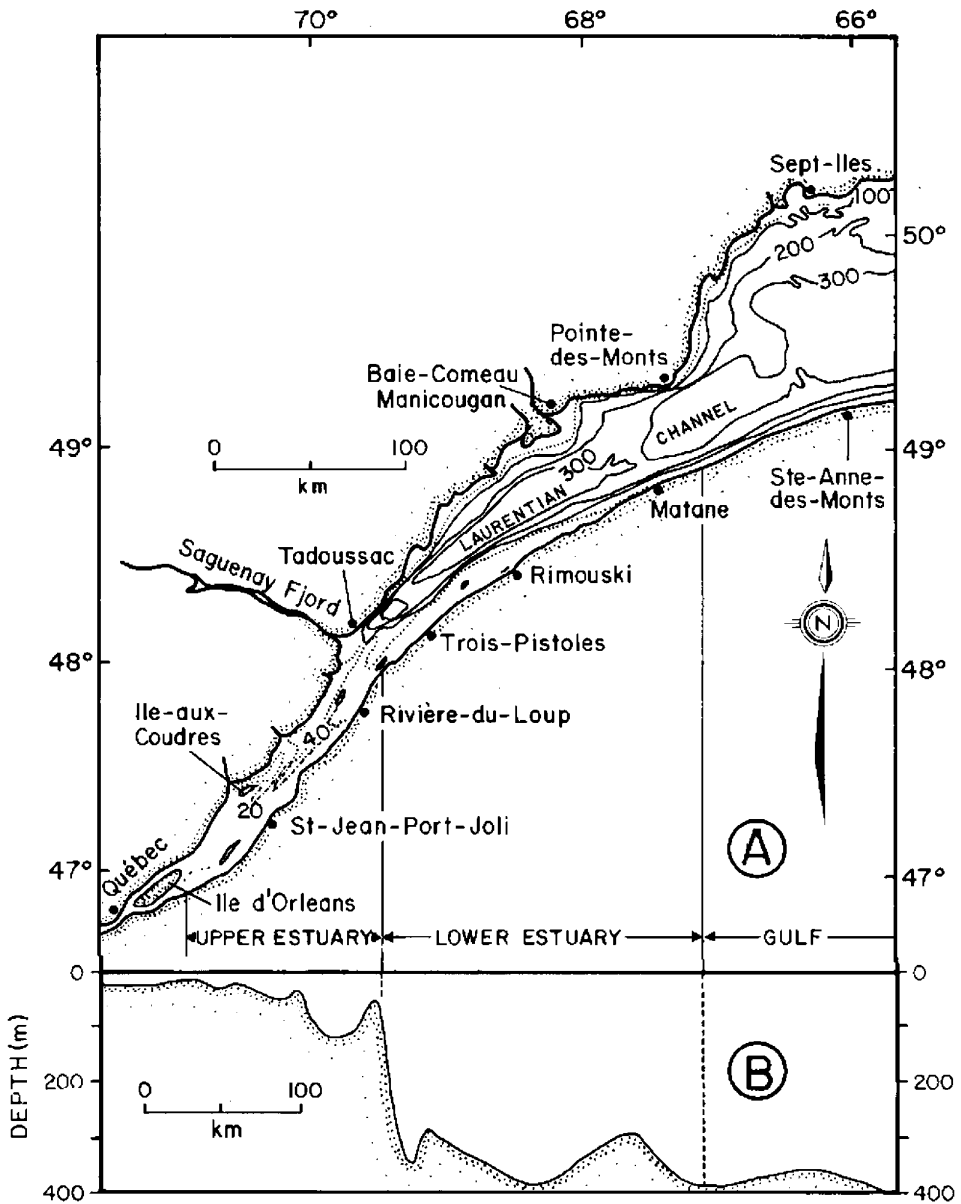 70° 68° 66°
Sept-Iles
100
50° 200
300
Pointe-
des-Monts
Baie-Comeau
Manicougan
CHANNEL
49° 49°
0 100
km
300
LAURENTIAN
Ste-Anne-
des-Monts
Matane
Saguenay Fjord
Tadoussac
Rimouski
N
Trois-Pistoles
48° 48°
Ile-aux-
Coudres
40
Rivière-du-Loup
20
St-Jean-Port-Joli
A
Québec
47° 47°
Ile d'Orleans
UPPER ESTUARY LOWER ESTUARY GULF
0 0
DEPTH (m)
B
200 200
0 100
km
400 400